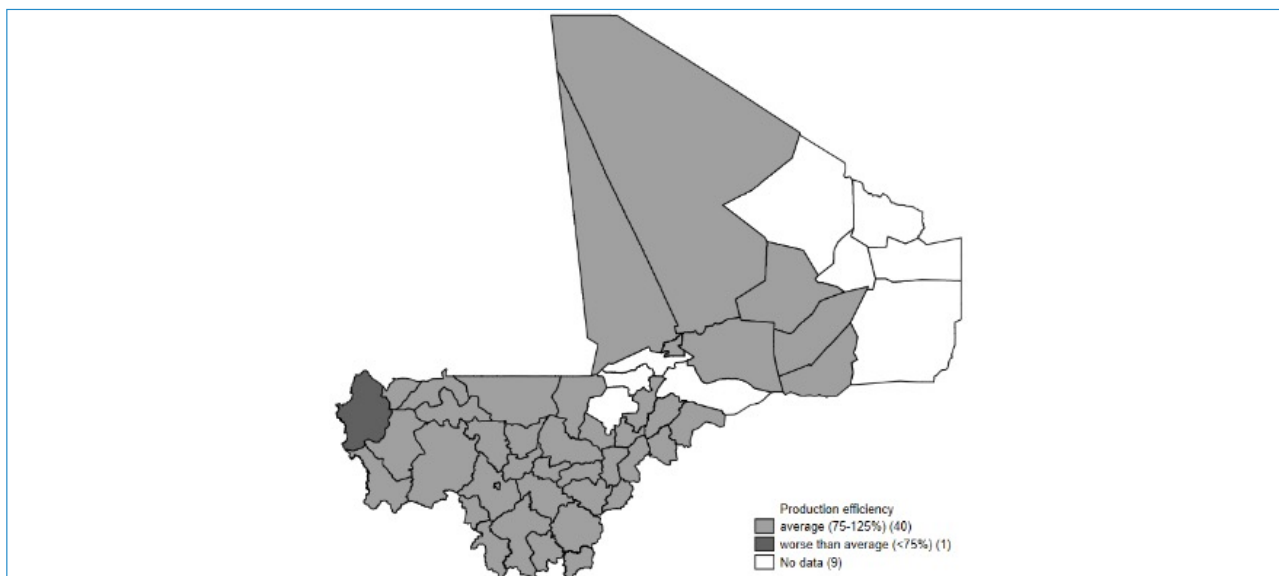 Production efficiency
average (75-125%) (40)
worse than average (<75%) (1)
No data (9)